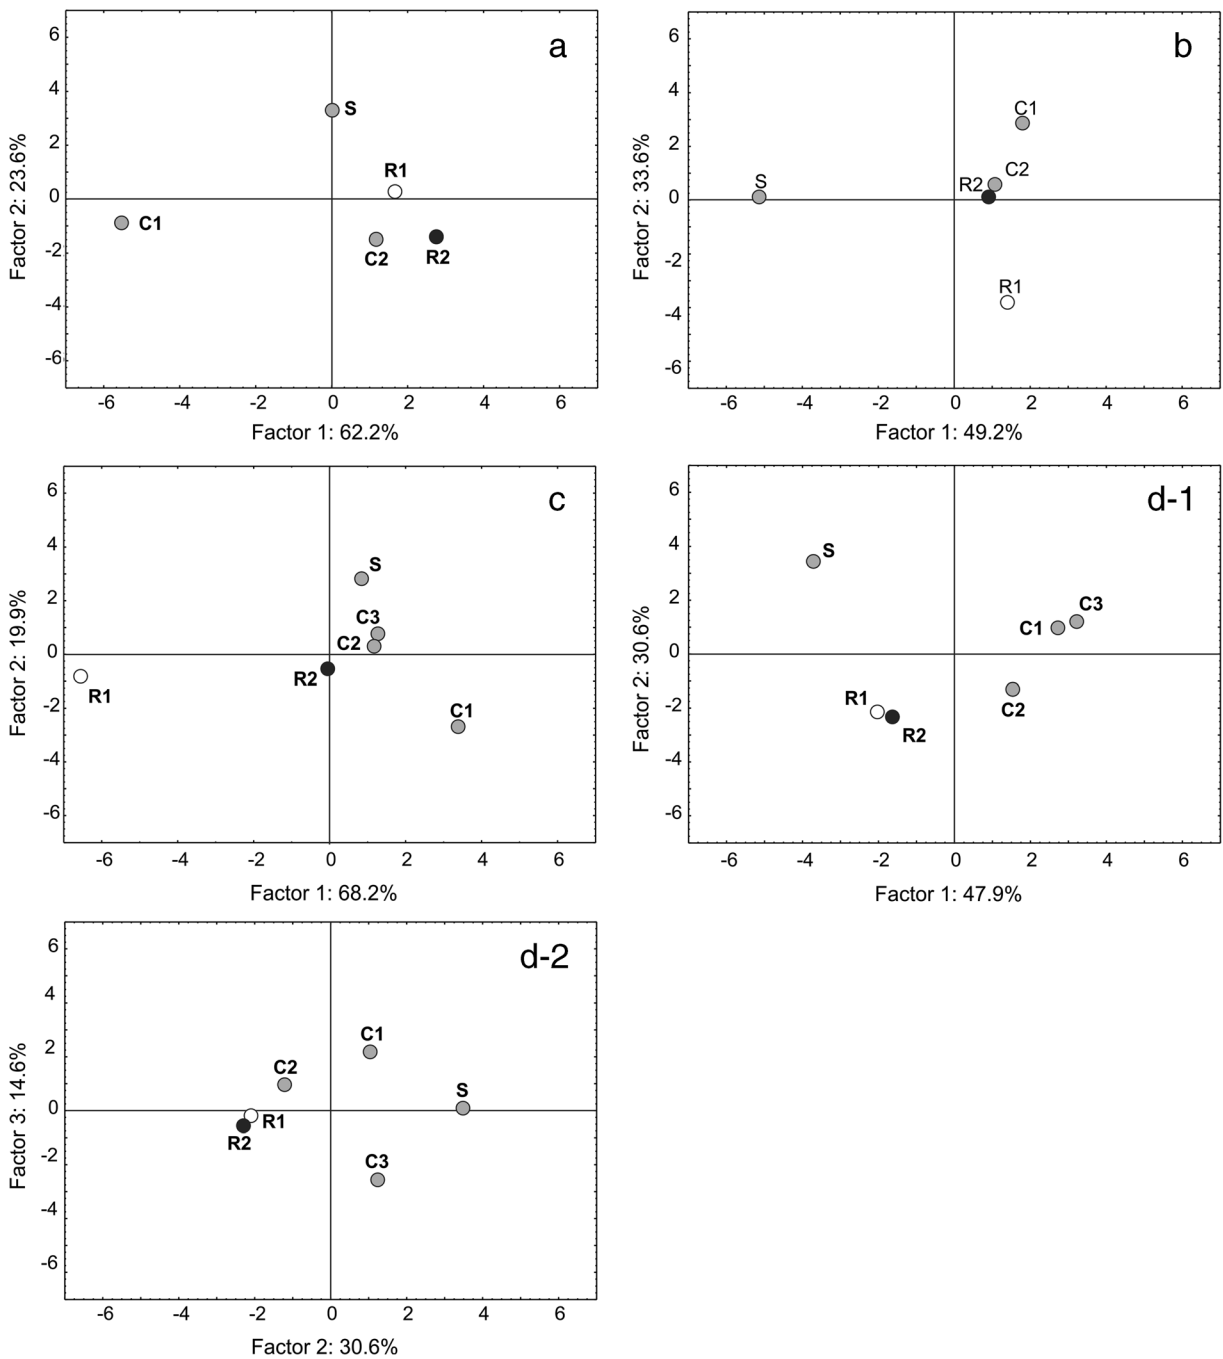 a
6
4
2
0
-2
-4
-6
Factor 2: 23.6%
S
R1
C1
C2
R2
-6 -4 -2 0 2 4 6
Factor 1: 62.2%
b
6
4
2
0
-2
-4
-6
Factor 2: 33.6%
C1
C2
S
R2
R1
-6 -4 -2 0 2 4 6
Factor 1: 49.2%
c
6
4
2
0
-2
-4
-6
Factor 2: 19.9%
S
C3
C2
R2
R1
C1
-6 -4 -2 0 2 4 6
Factor 1: 68.2%
d-1
6
4
2
0
-2
-4
-6
Factor 2: 30.6%
S
C3
C1
R1
C2
R2
-6 -4 -2 0 2 4 6
Factor 1: 47.9%
d-2
6
4
2
0
-2
-4
-6
Factor 3: 14.6%
C1
C2
S
R1
R2
C3
-6 -4 -2 0 2 4 6
Factor 2: 30.6%